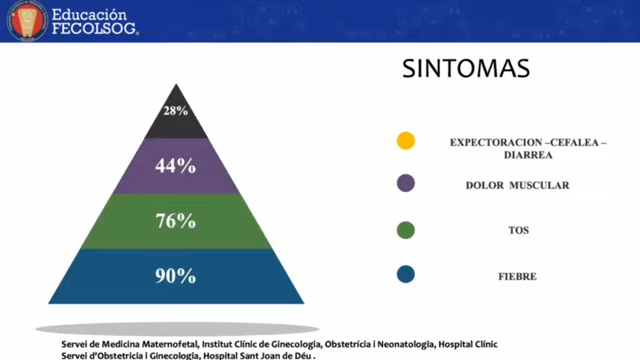 Educación
FECOLSOG
SINTOMAS
28%
44%
76%
90%
EXPECTORACION –CEFALEA –
DIARREA
DOLOR MUSCULAR
TOS
FIEBRE
Servei de Medicina Maternofetal, Institut Clínic de Ginecologia, Obstetrícia i Neonatologia, Hospital Clínic
Servei d'Obstetricia i Ginecologia, Hospital Sant Joan de Déu .